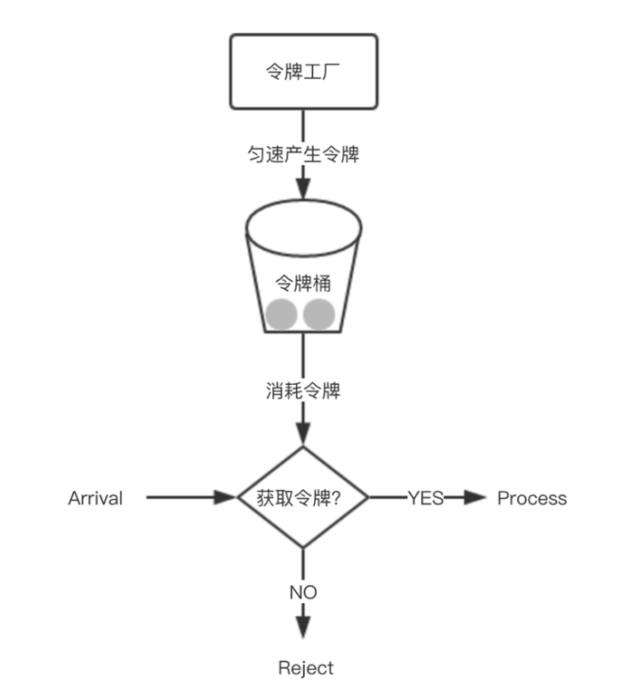 令牌工厂
匀速产生令牌
令牌桶
消耗令牌
Arrival
获取令牌?
YES
Process
NO
Reject